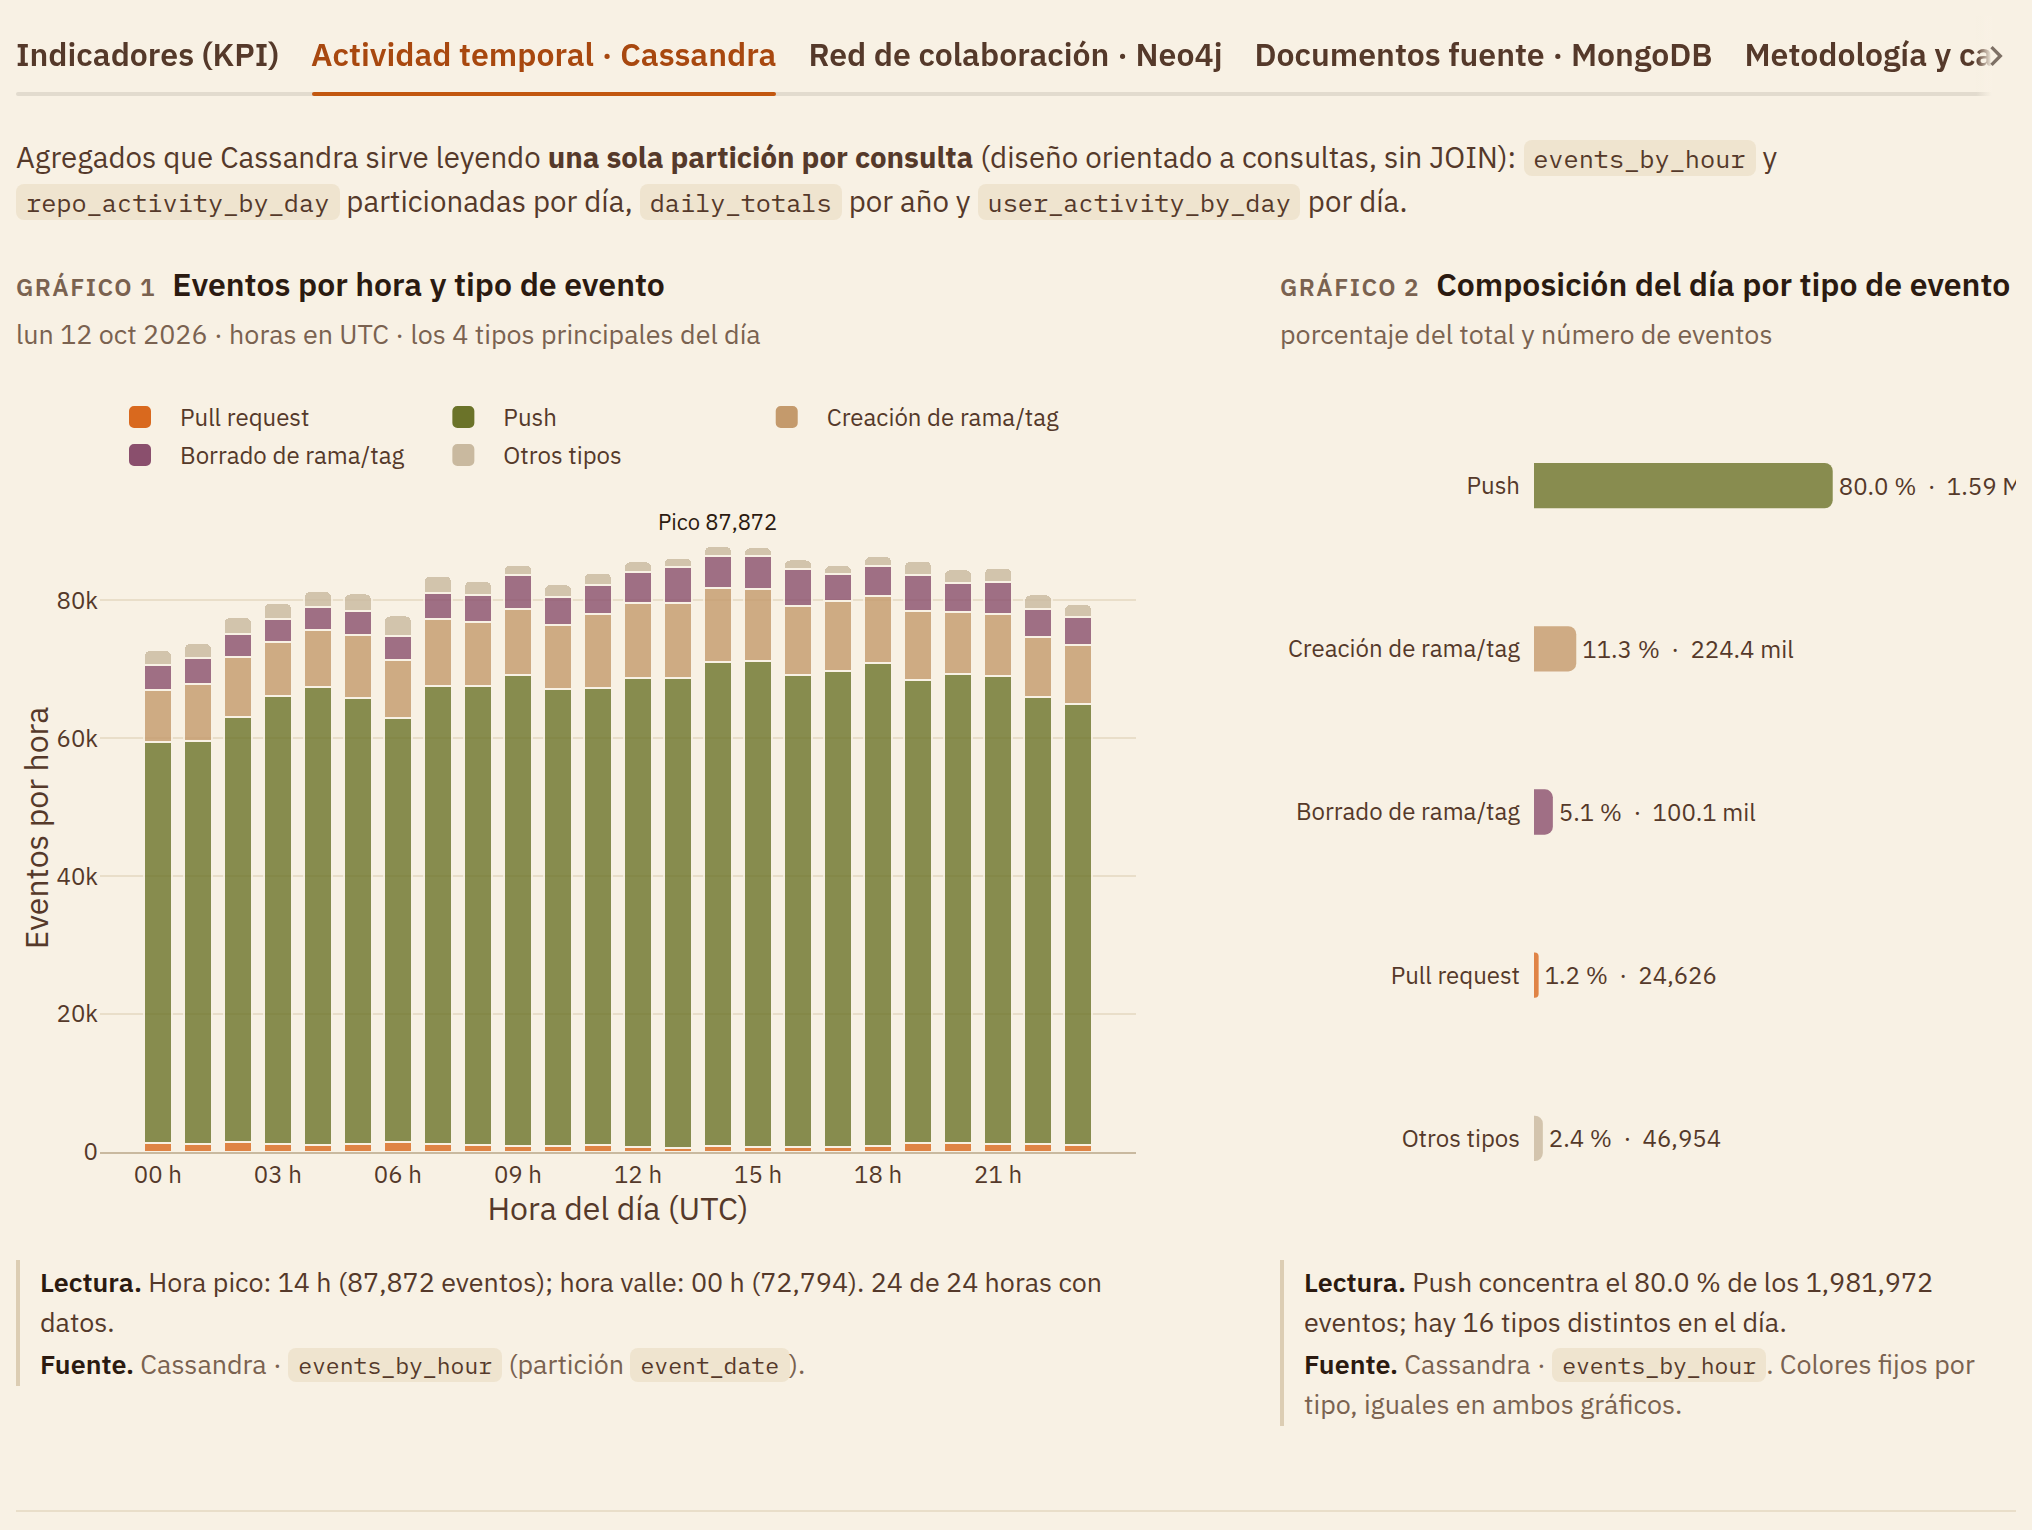 Indicadores (KPI) Actividad temporal · Cassandra Red de colaboración · Neo4j Documentos fuente · MongoDB Metodología y ca
Agregados que Cassandra sirve leyendo una sola partición por consulta (diseño orientado a consultas, sin JOIN): events_by_hour y
repo_activity_by_day particionadas por día, daily_totals por año y user_activity_by_day por día.
GRÁFICO 1 Eventos por hora y tipo de evento
lun 12 oct 2026 · horas en UTC · los 4 tipos principales del día
Pull request Push Creación de rama/tag
Borrado de rama/tag Otros tipos
Pico 87,872
80k
60k
40k
20k
0
Eventos por hora
00 h 03 h 06 h 09 h 12 h 15 h 18 h 21 h
Hora del día (UTC)
Lectura. Hora pico: 14 h (87,872 eventos); hora valle: 00 h (72,794). 24 de 24 horas con
datos.
Fuente. Cassandra · events_by_hour (partición event_date).
GRÁFICO 2 Composición del día por tipo de evento
porcentaje del total y número de eventos
Push 80.0 % · 1.59 M
Creación de rama/tag 11.3 % · 224.4 mil
Borrado de rama/tag 5.1 % · 100.1 mil
Pull request 1.2 % · 24,626
Otros tipos 2.4 % · 46,954
Lectura. Push concentra el 80.0 % de los 1,981,972
eventos; hay 16 tipos distintos en el día.
Fuente. Cassandra · events_by_hour. Colores fijos por
tipo, iguales en ambos gráficos.